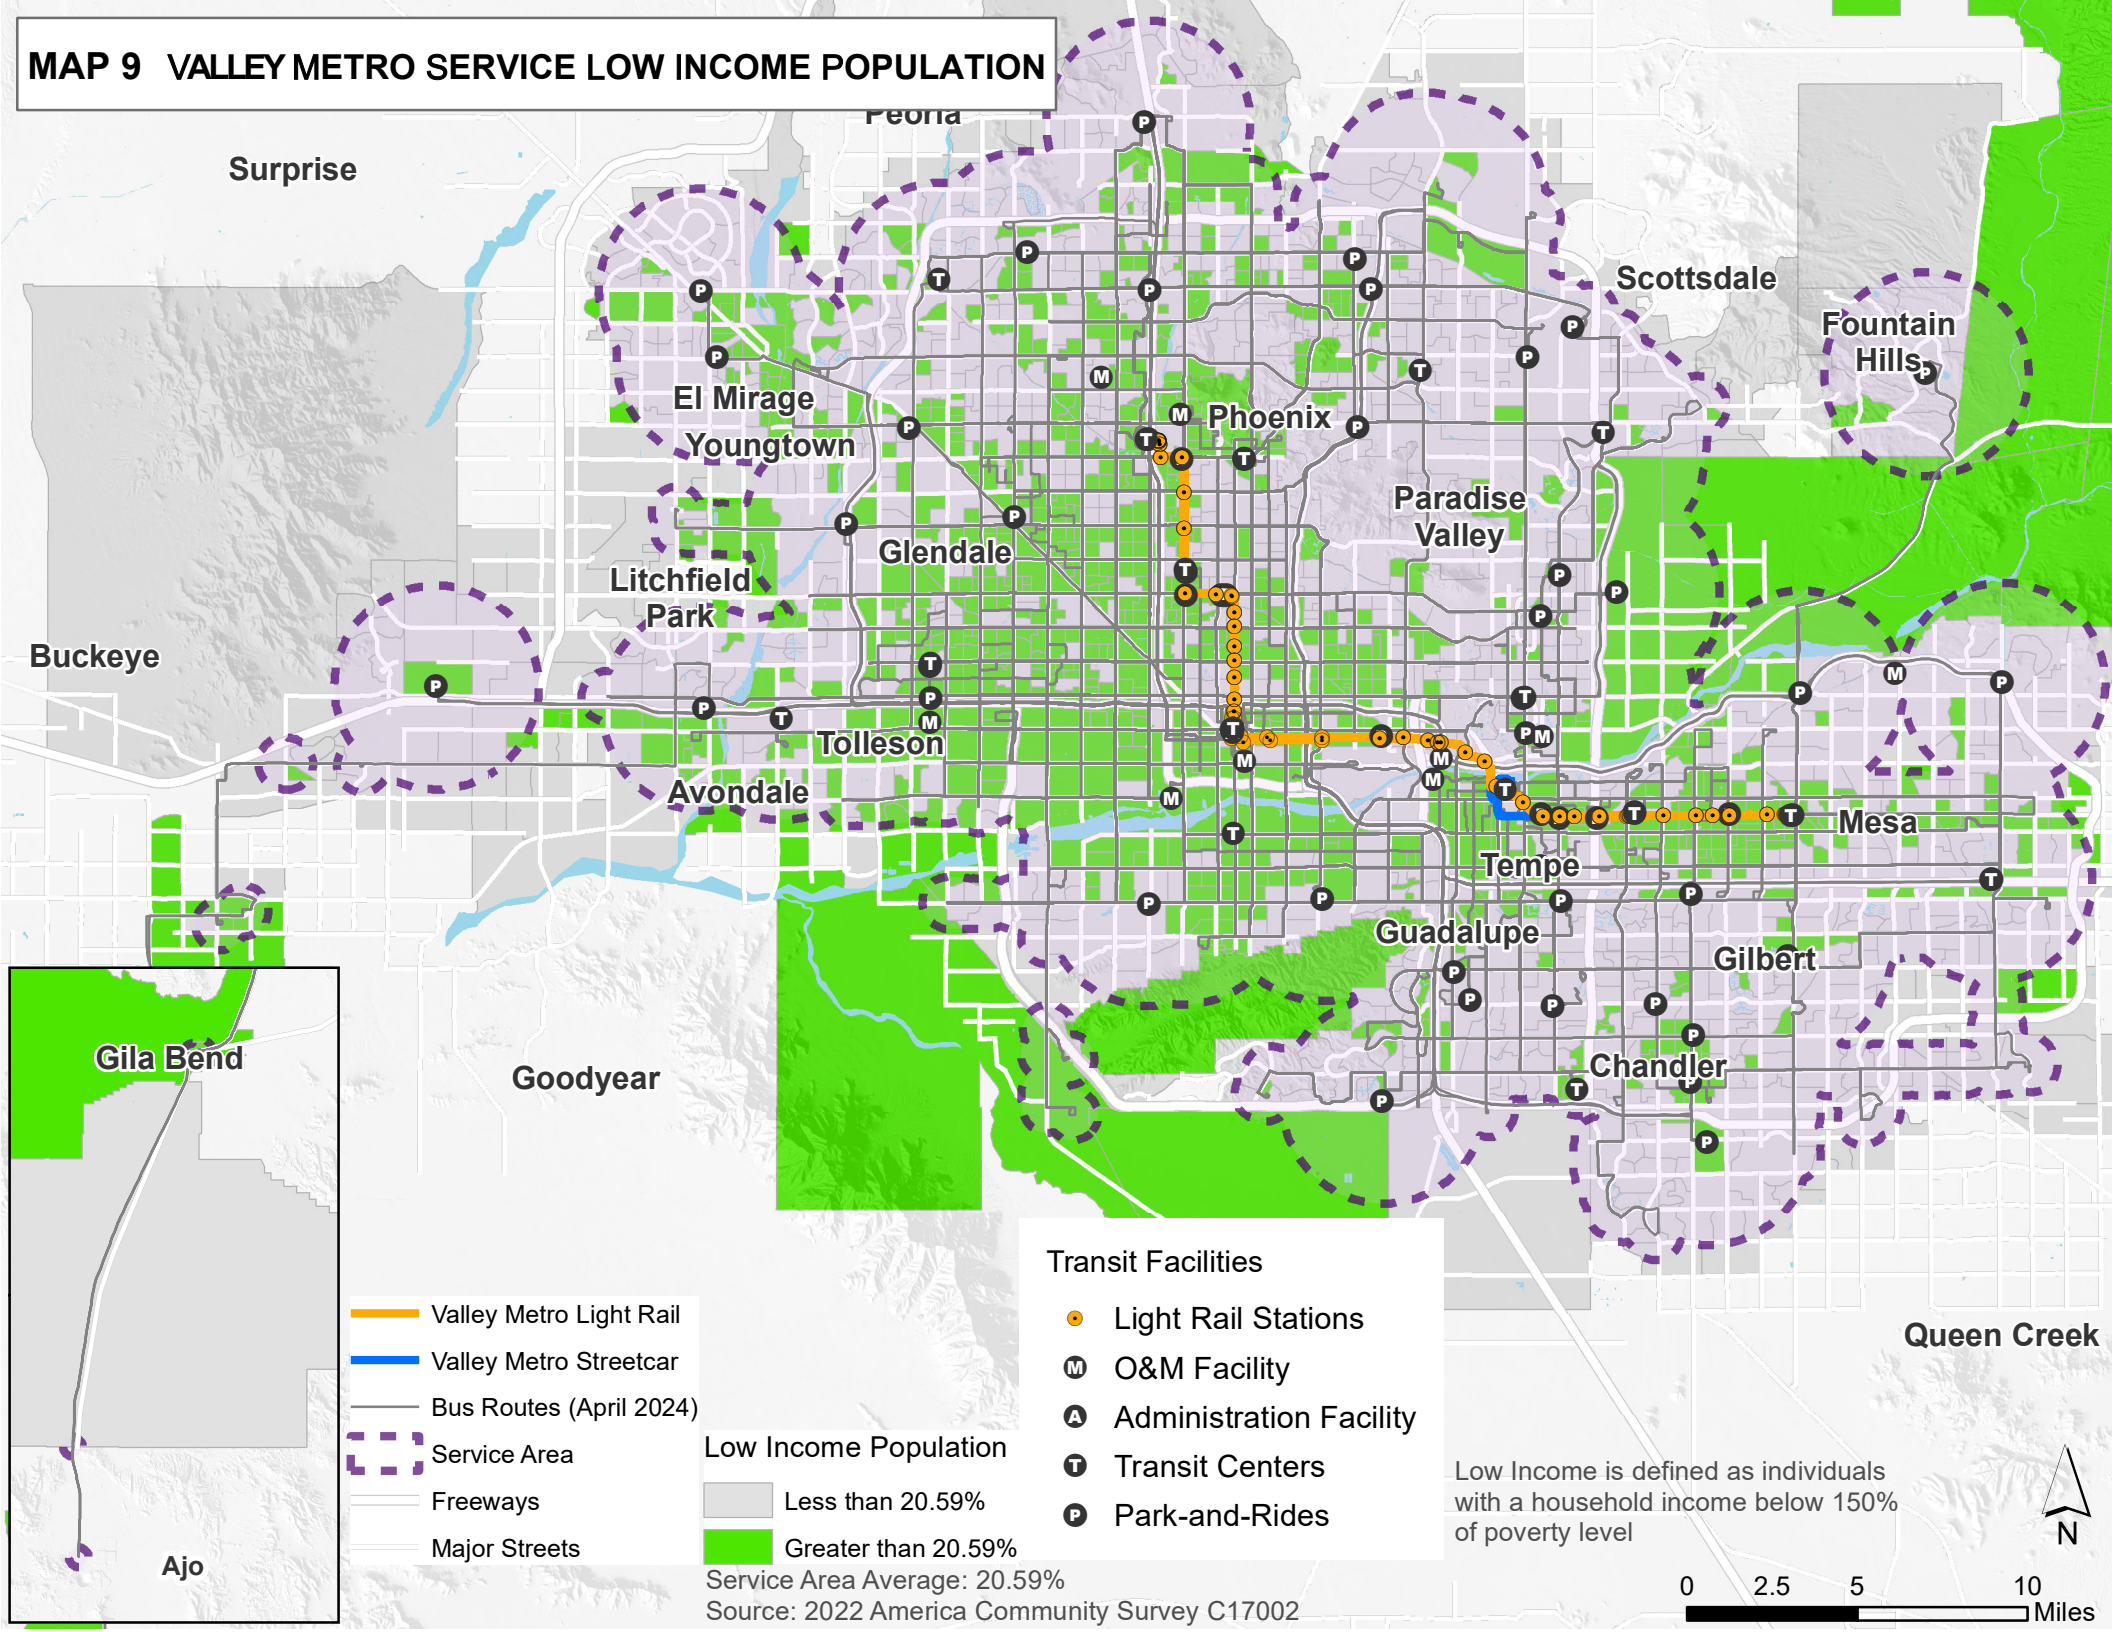 MAP 9 VALLEY METRO SERVICE LOW INCOME POPULATION
Peoria
Surprise
Scottsdale
Fountain
Hills
El Mirage
Phoenix
Youngtown
Paradise
Valley
Glendale
Litchfield
Park
Buckeye
Tolleson
Avondale
Mesa
Tempe
Guadalupe
Gilbert
Gila Bend
Goodyear
Chandler
Queen Creek
Ajo
Valley Metro Light Rail
Valley Metro Streetcar
Bus Routes (April 2024)
Service Area
Freeways
Major Streets
Low Income Population
Less than 20.59%
Greater than 20.59%
Service Area Average: 20.59%
Source: 2022 America Community Survey C17002
Transit Facilities
Light Rail Stations
M O&M Facility
A Administration Facility
T Transit Centers
P Park-and-Rides
Low Income is defined as individuals
with a household income below 150%
of poverty level
N
0 2.5 5 10
Miles